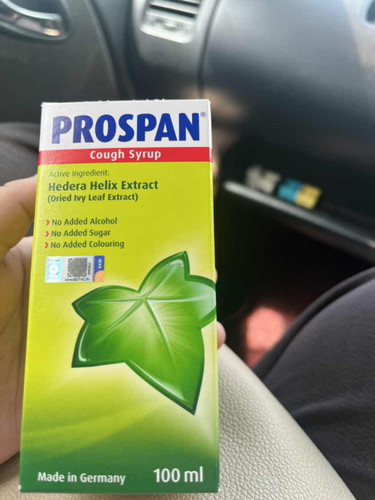 PROSPAN®
Cough Syrup
Active Ingredient:
Hedera Helix Extract
(Dried Ivy Leaf Extract)
No Added Alcohol
No Added Sugar
No Added Colouring
Made in Germany
100 ml